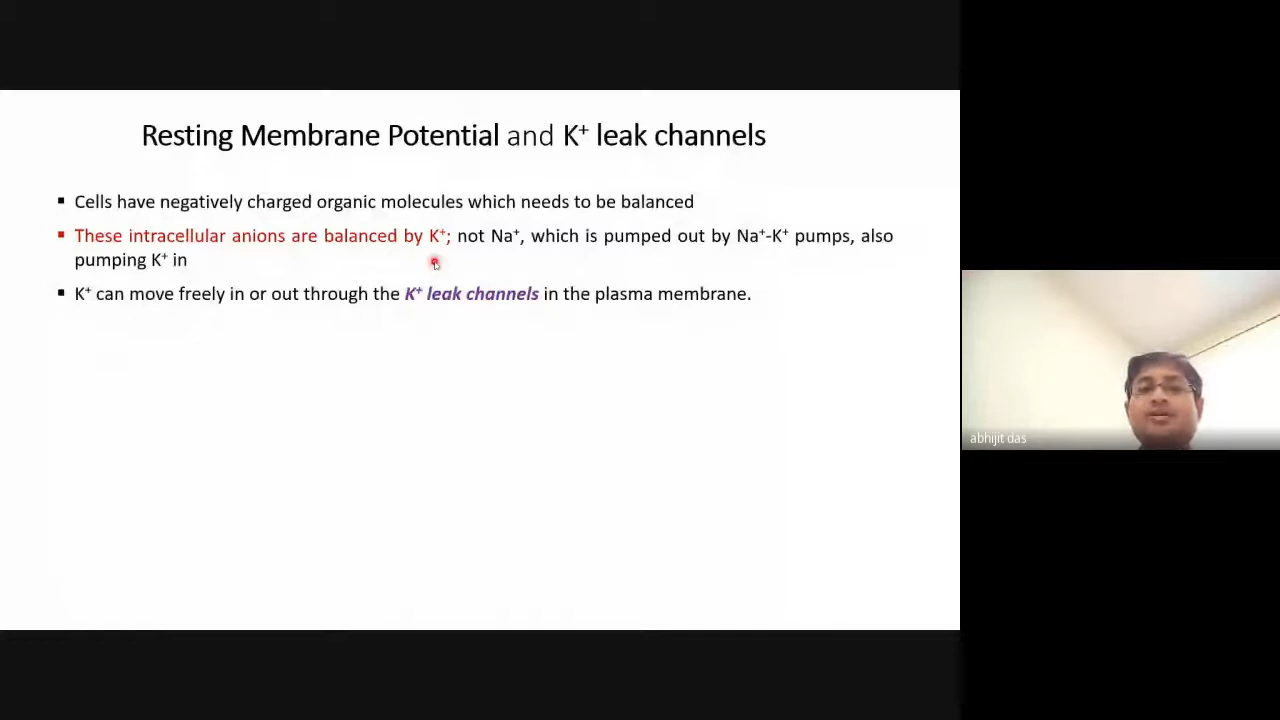 Resting Membrane Potential and K⁺ leak channels
▪ Cells have negatively charged organic molecules which needs to be balanced
▪ These intracellular anions are balanced by K⁺; not Na⁺, which is pumped out by Na⁺-K⁺ pumps, also
pumping K⁺ in
▪ K⁺ can move freely in or out through the K⁺ leak channels in the plasma membrane.
abhijit das